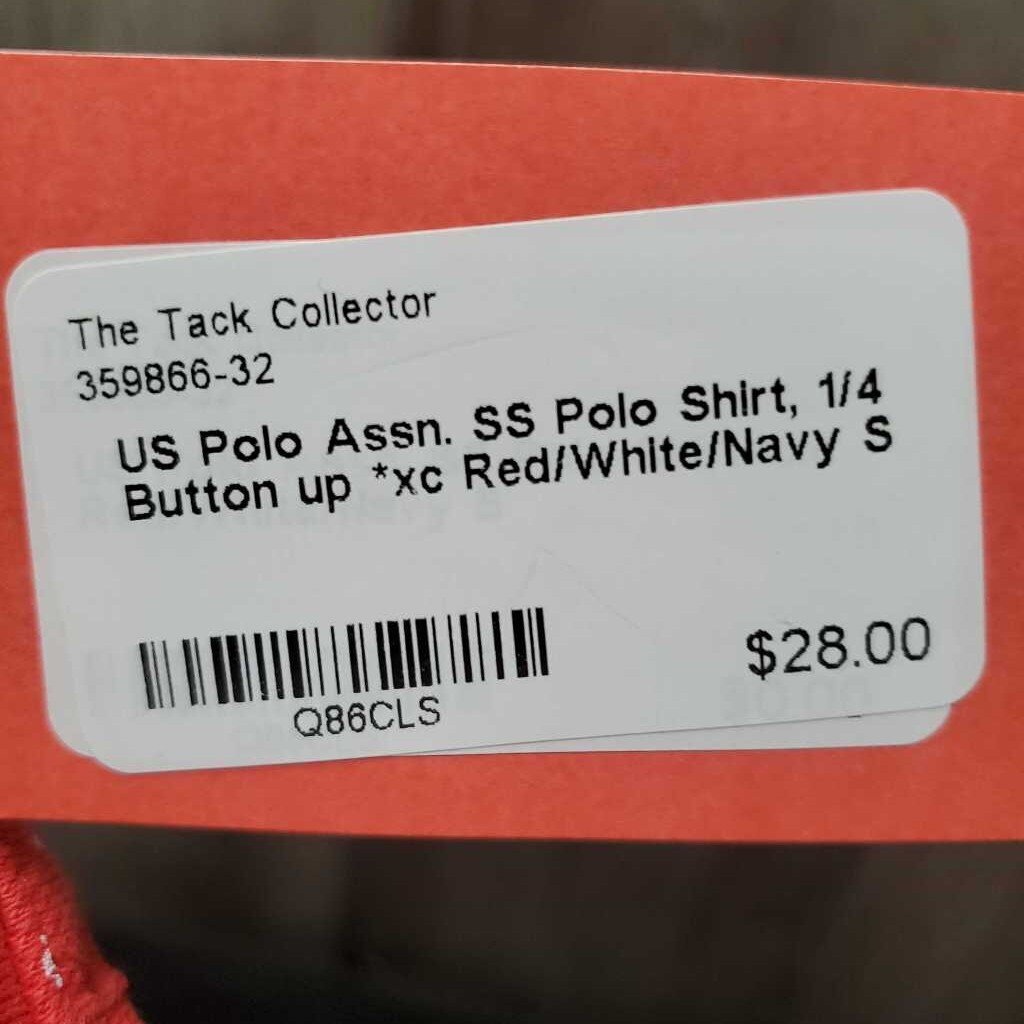 The Tack Collector
359866-32
US Polo Assn. SS Polo Shirt, 1/4
Button up *xc Red/White/Navy S
$28.00
Q86CLS